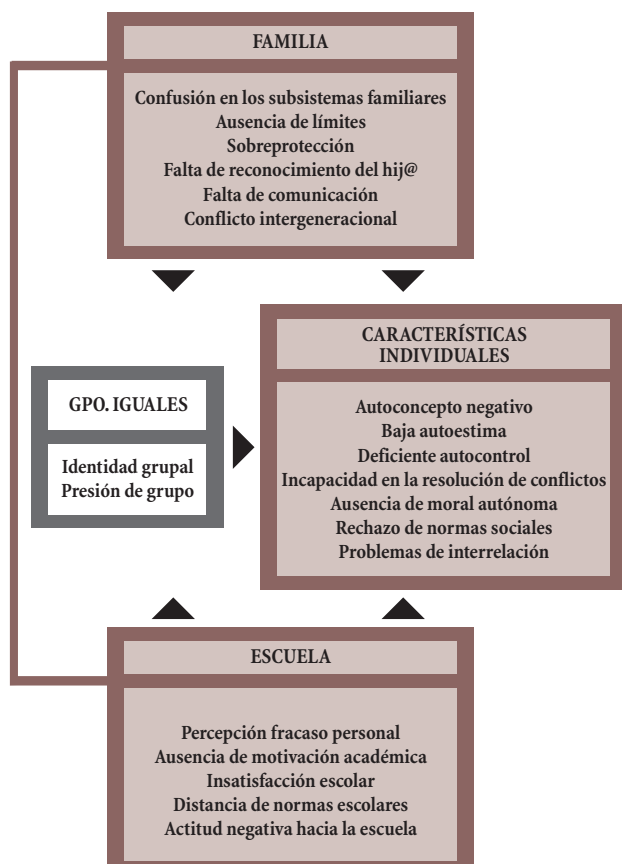 FAMILIA
Confusión en los subsistemas familiares
Ausencia de límites
Sobreprotección
Falta de reconocimiento del hij@
Falta de comunicación
Conflicto intergeneracional
GPO. IGUALES
Identidad grupal
Presión de grupo
CARACTERÍSTICAS
INDIVIDUALES
Autoconcepto negativo
Baja autoestima
Deficiente autocontrol
Incapacidad en la resolución de conflictos
Ausencia de moral autónoma
Rechazo de normas sociales
Problemas de interrelación
ESCUELA
Percepción fracaso personal
Ausencia de motivación académica
Insatisfacción escolar
Distancia de normas escolares
Actitud negativa hacia la escuela